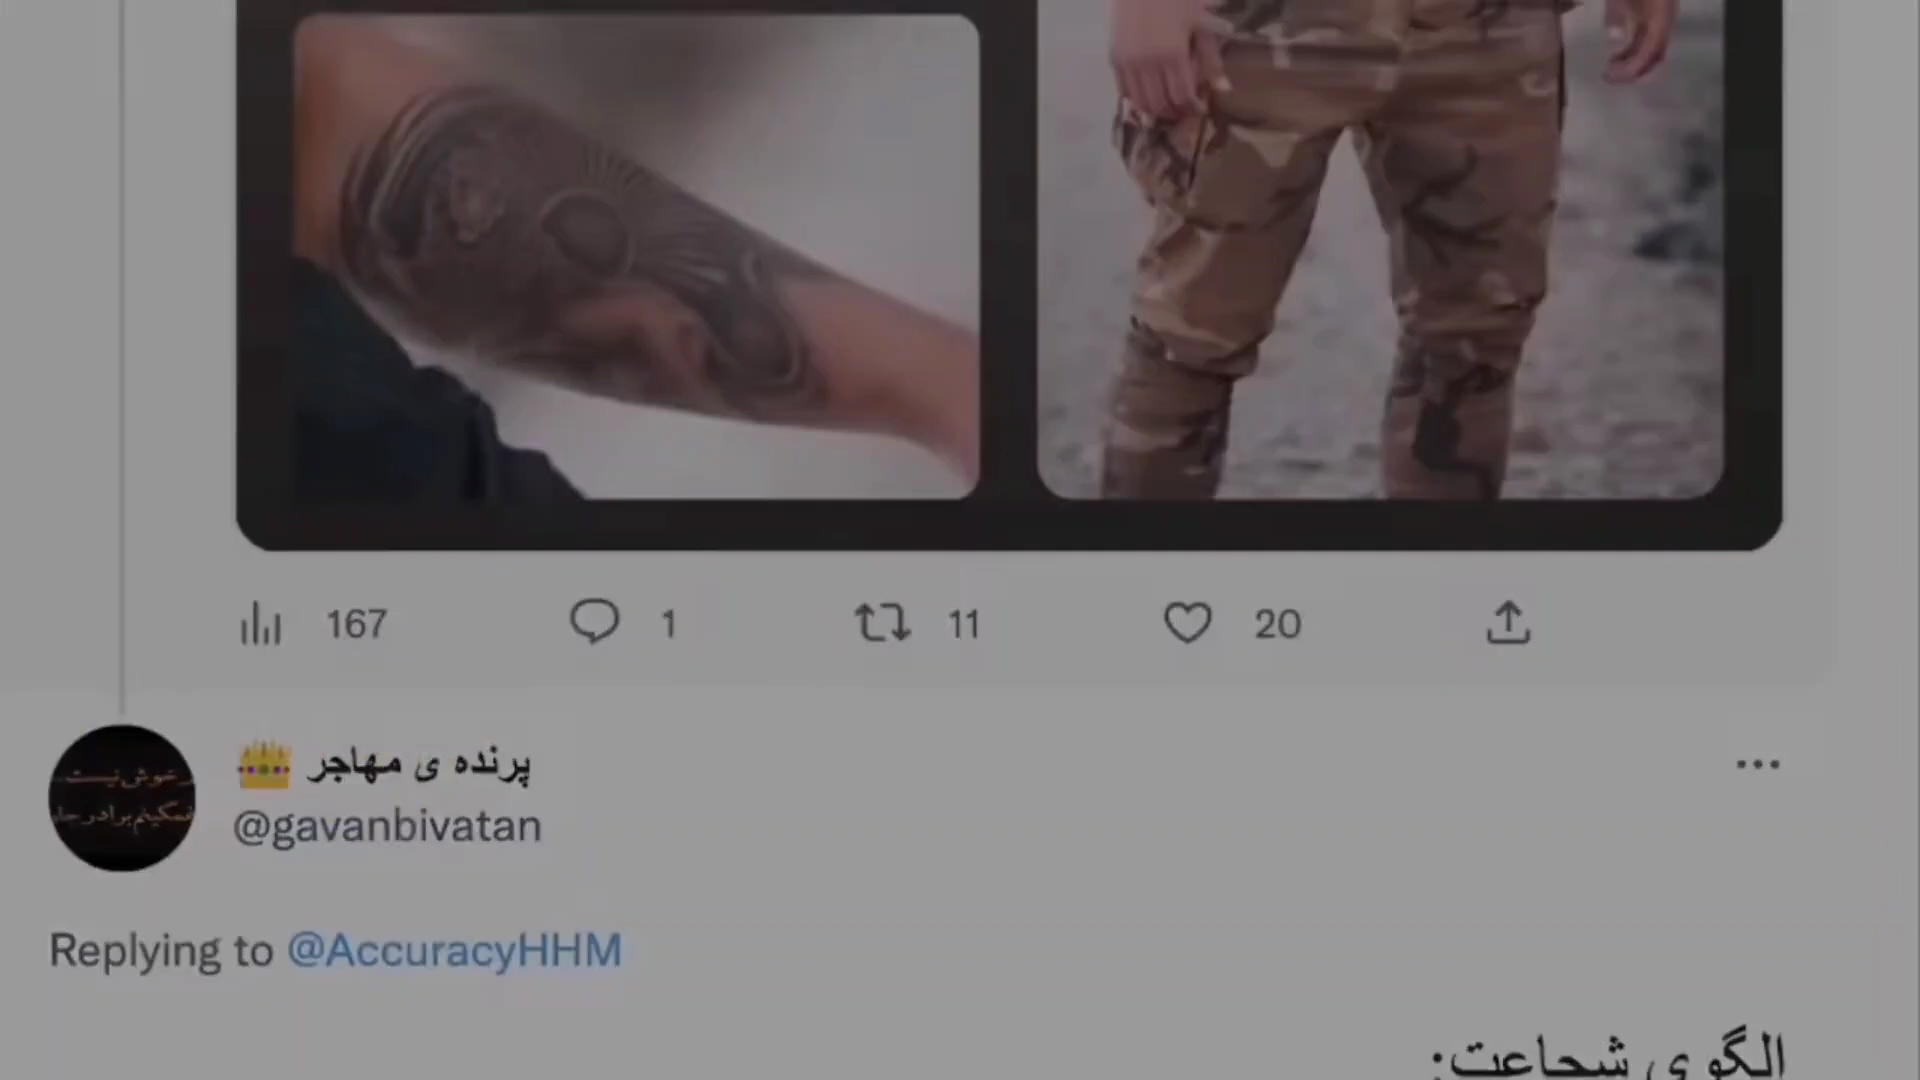 167 1 11 20
پرنده ی مهاجر
@gavanbivatan
Replying to @AccuracyHHM
الگوی شجاعت: